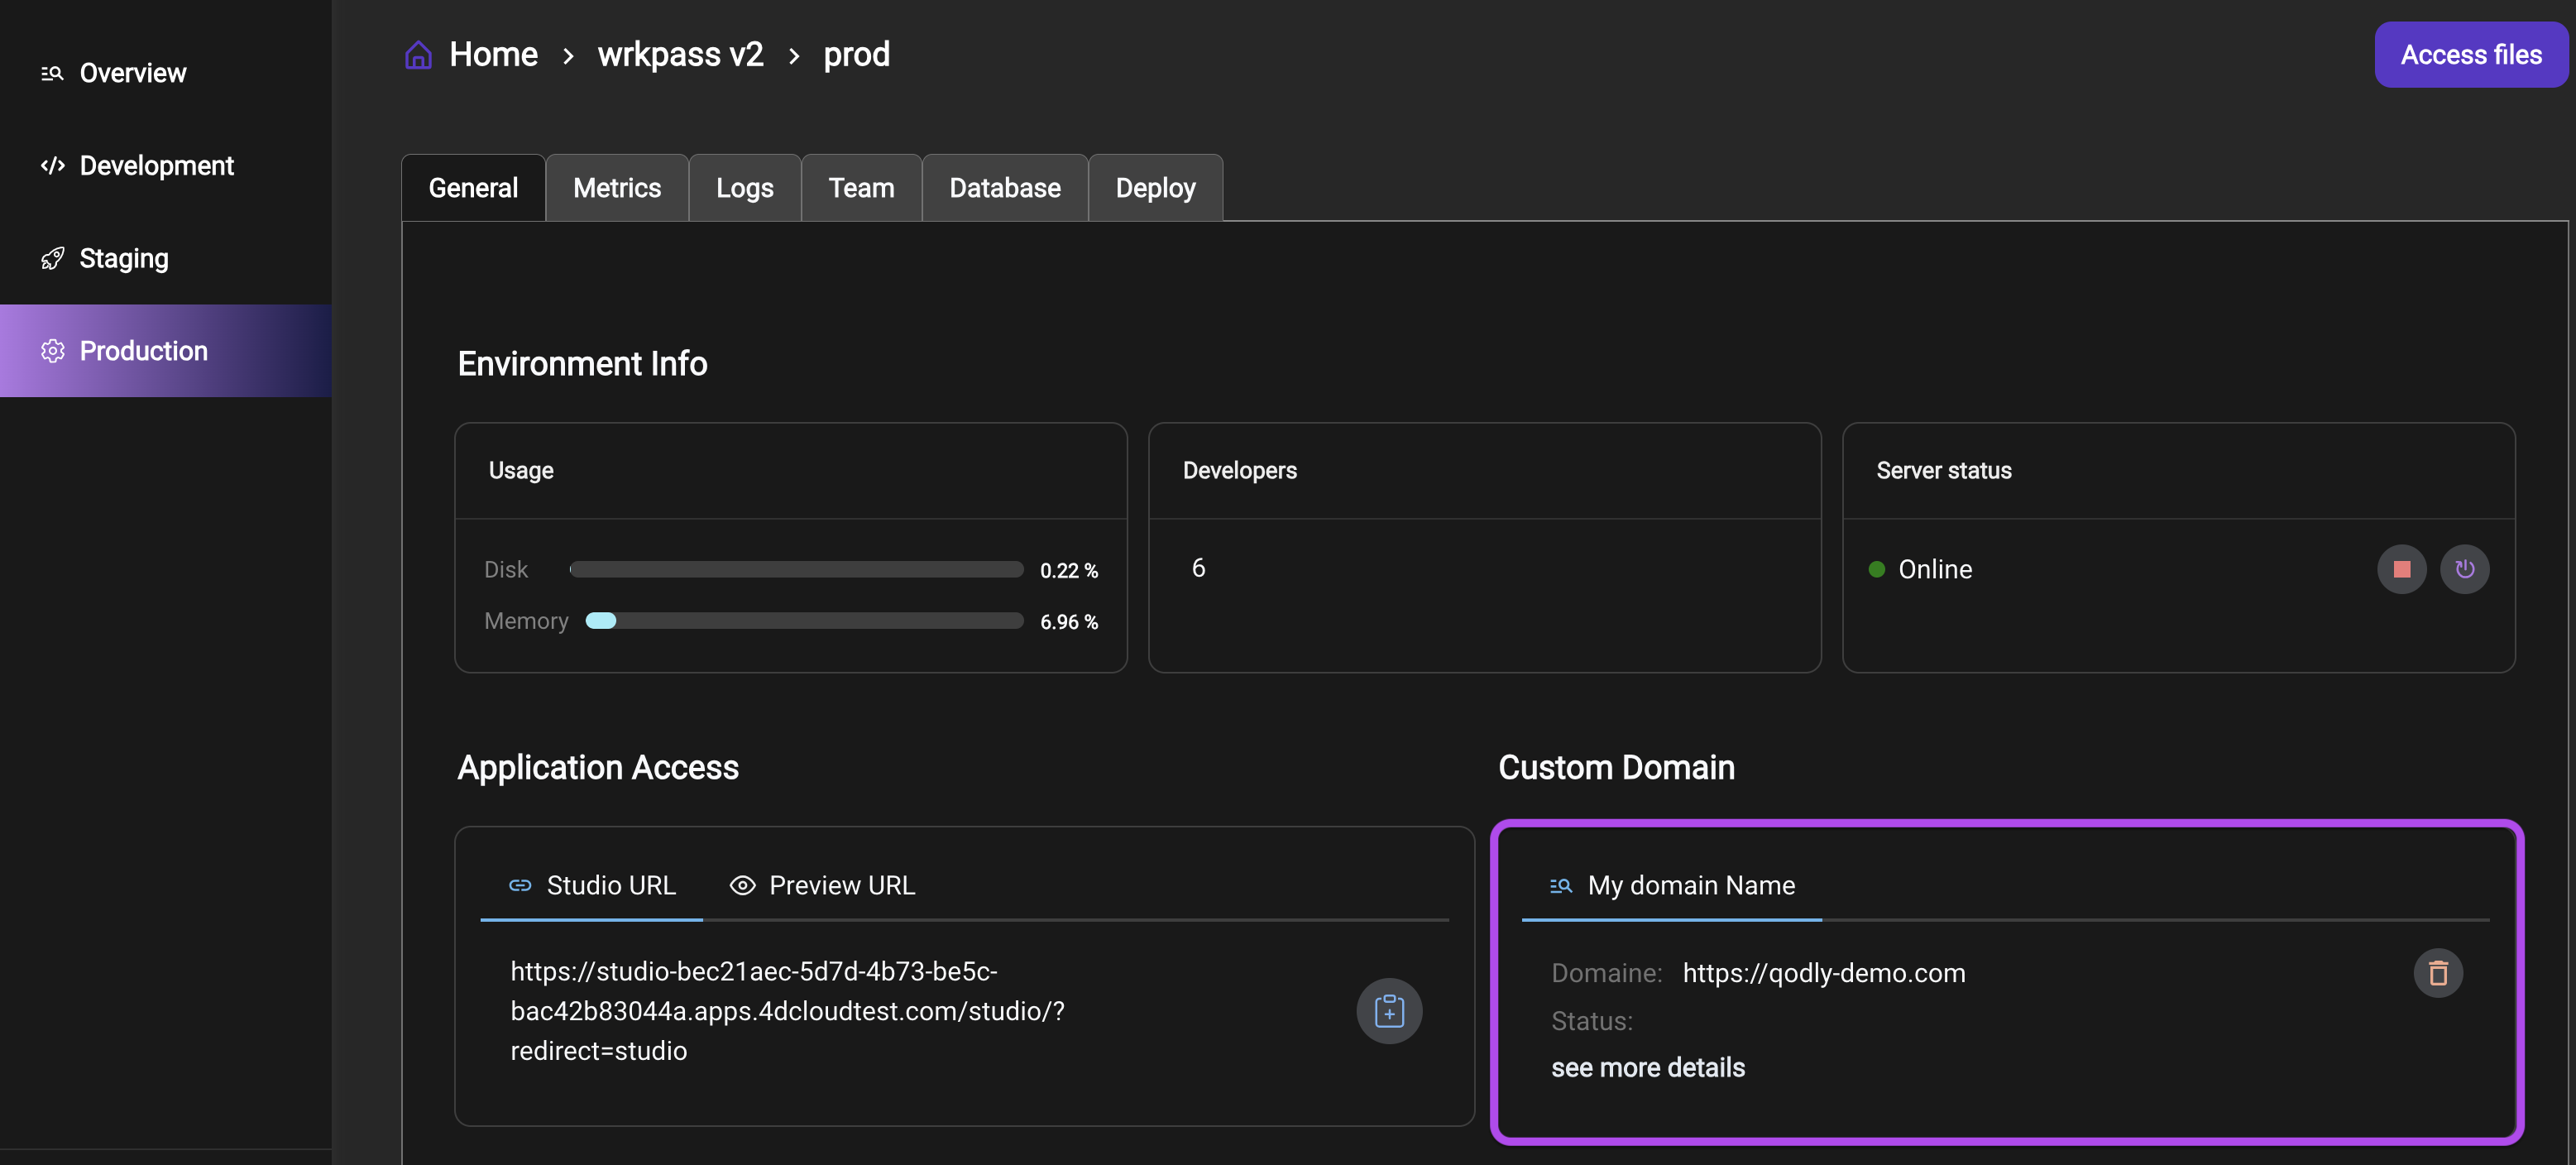 Overview
Development
Staging
Production
Home › wrkpass v2 › prod
Access files
General Metrics Logs Team Database Deploy
Environment Info
Usage
Disk 0.22 %
Memory 6.96 %
Developers
6
Server status
Online
Application Access
Studio URL Preview URL
https://studio-bec21aec-5d7d-4b73-be5c-
bac42b83044a.apps.4dcloudtest.com/studio/?
redirect=studio
Custom Domain
My domain Name
Domaine: https://qodly-demo.com
Status:
see more details